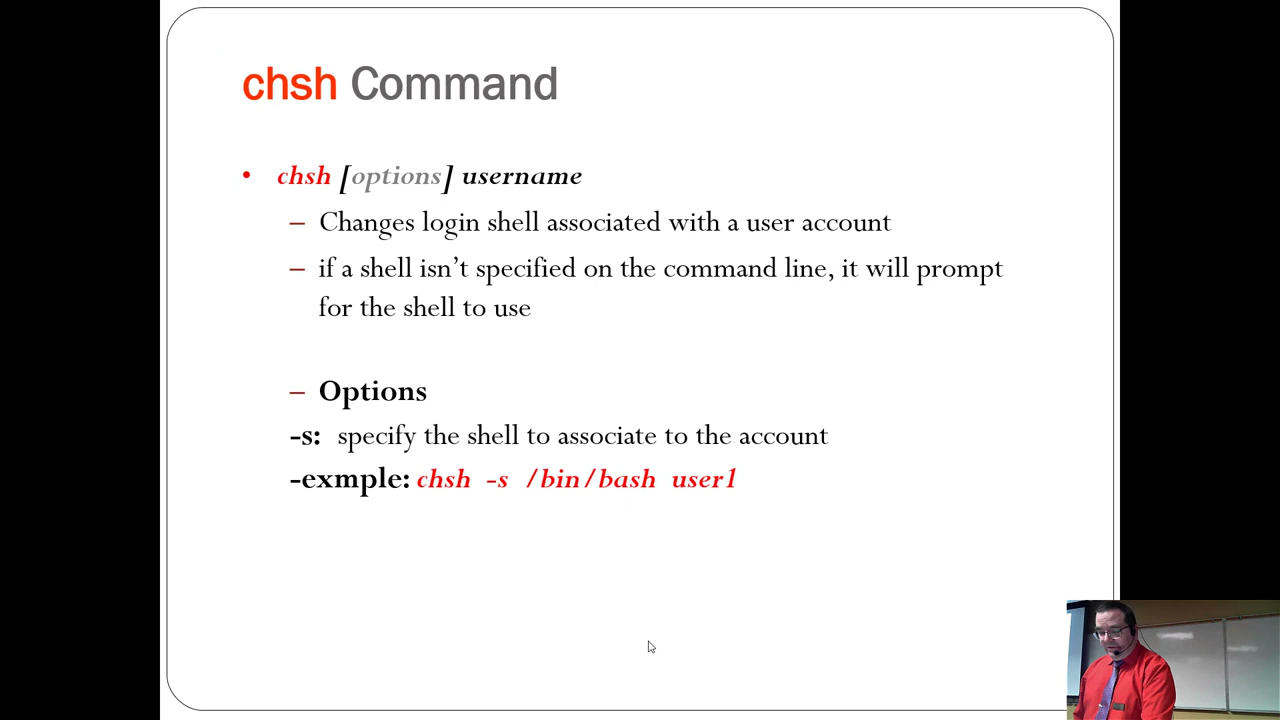 chsh Command
• chsh [options] username
– Changes login shell associated with a user account
– if a shell isn't specified on the command line, it will prompt
for the shell to use
– Options
-s: specify the shell to associate to the account
-exmple: chsh -s /bin/bash user1